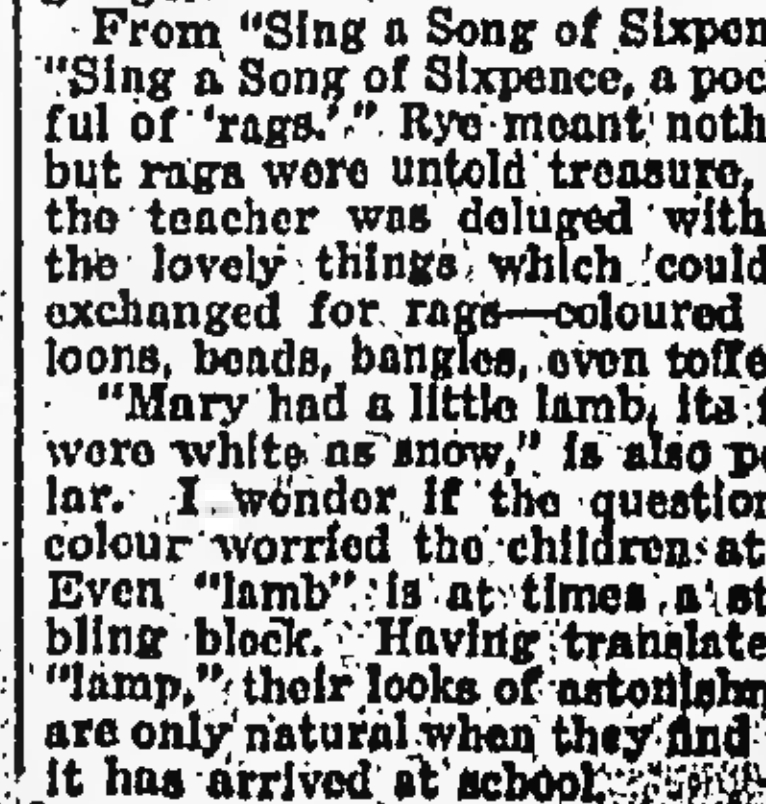 From "Sing a Song of Sixpen
"Sing a Song of Sixpence, a poc
ful of 'rags.'" Rye meant noth
but rags were untold treasure,
the teacher was deluged with
the lovely things which could
exchanged for rags—coloured
loons, beads, bangles, even toffe
"Mary had a little lamb, its f
were white as snow," is also po
lar. I wonder if the question
colour worried the children at
Even "lamb" is at times a st
bling block. Having translate
"lamp," their looks of astonishm
are only natural when they find
it has arrived at school.